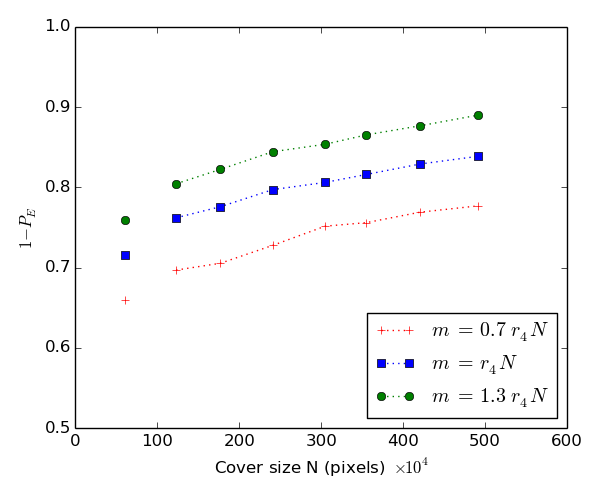 1.0
0.9
0.8
0.7
0.6
0.5
1−P_E
0 100 200 300 400 500 600
Cover size N (pixels) ×10^4
m = 0.7 r_4 N
m = r_4 N
m = 1.3 r_4 N